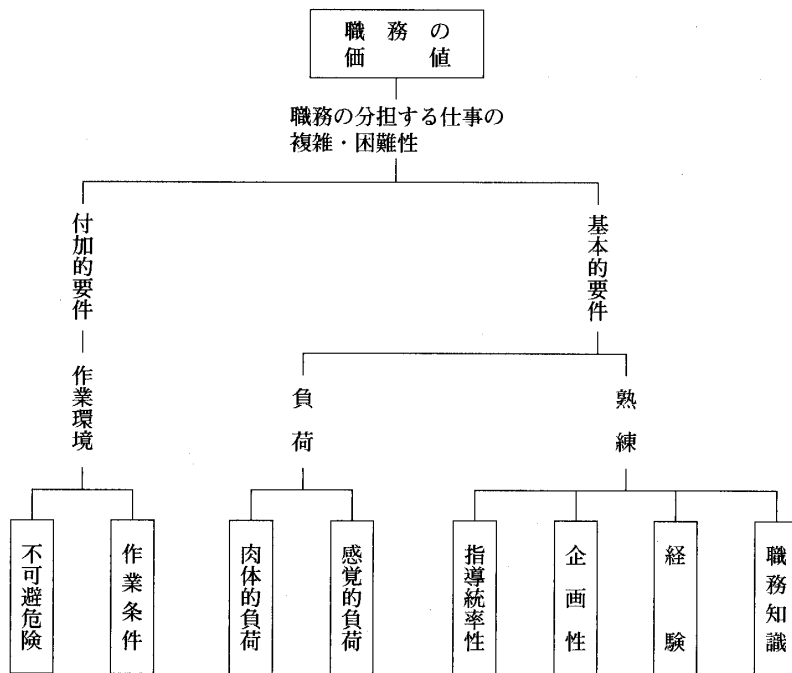 職務の
価値
職務の分担する仕事の
複雑・困難性
基本的要件
付加的要件
熟練
負荷
作業環境
職務知識
経験
企画性
指導統率性
感覚的負荷
肉体的負荷
作業条件
不可避危険